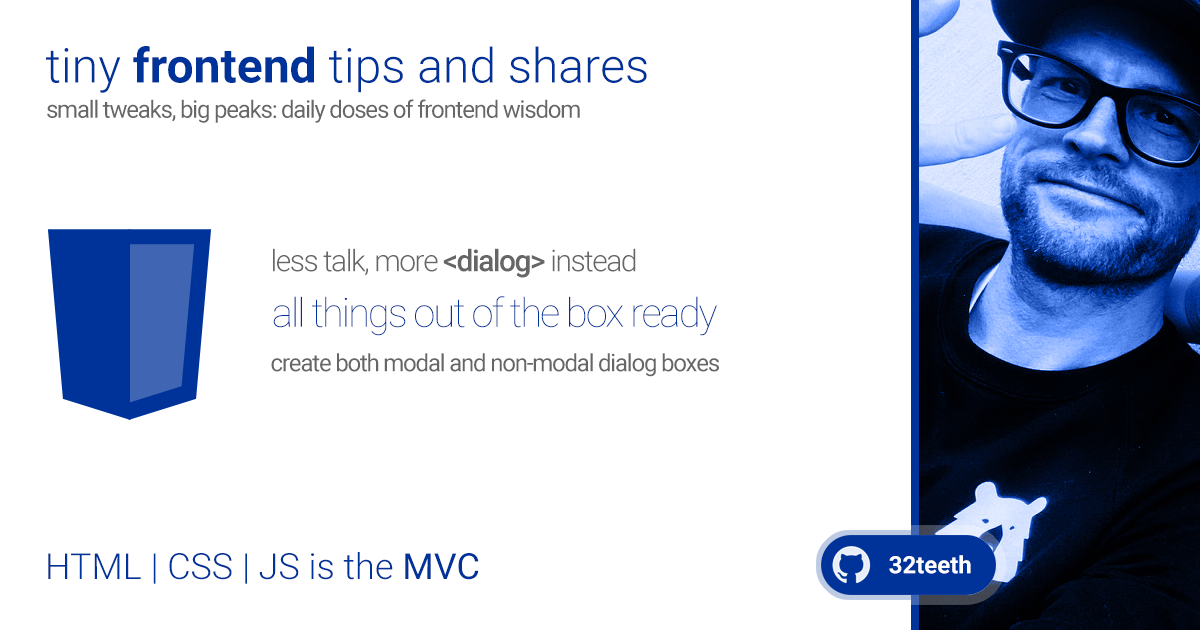 tiny frontend tips and shares
small tweaks, big peaks: daily doses of frontend wisdom
less talk, more <dialog> instead
all things out of the box ready
create both modal and non-modal dialog boxes
HTML | CSS | JS is the MVC
32teeth